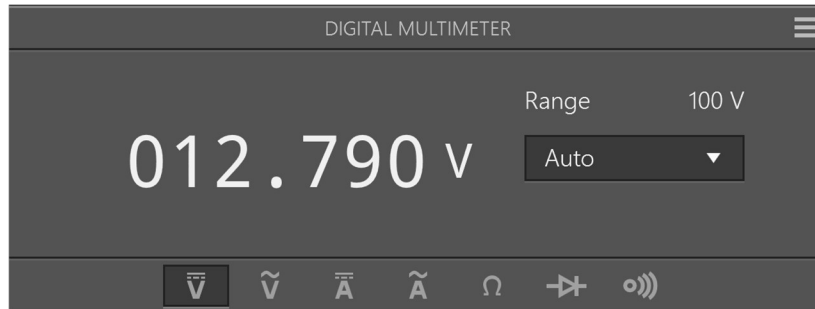 DIGITAL MULTIMETER
Range 100 V
012.790 V
Auto
V V A A Ω